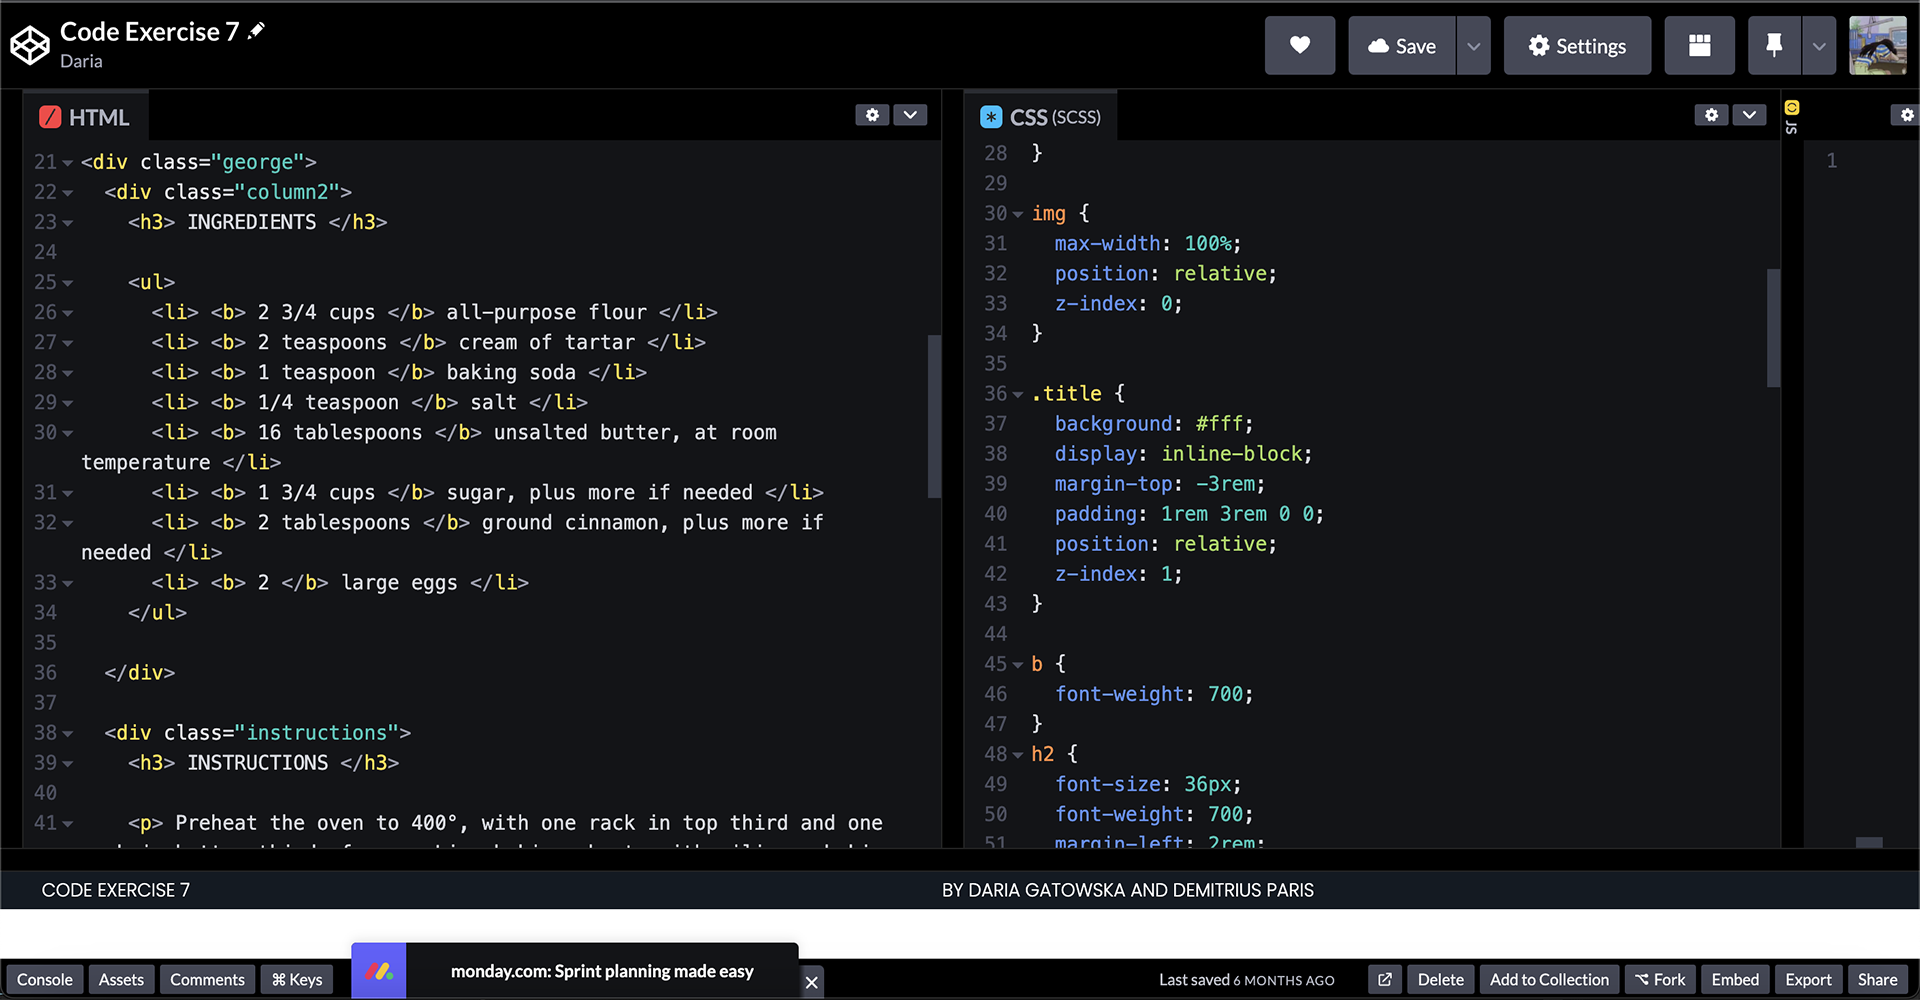 Code Exercise 7
Daria
Save
Settings
HTML
CSS (SCSS)
JS
21 <div class="george">
22 <div class="column2">
23 <h3> INGREDIENTS </h3>
24
25 <ul>
26 <li> <b> 2 3/4 cups </b> all-purpose flour </li>
27 <li> <b> 2 teaspoons </b> cream of tartar </li>
28 <li> <b> 1 teaspoon </b> baking soda </li>
29 <li> <b> 1/4 teaspoon </b> salt </li>
30 <li> <b> 16 tablespoons </b> unsalted butter, at room
temperature </li>
31 <li> <b> 1 3/4 cups </b> sugar, plus more if needed </li>
32 <li> <b> 2 tablespoons </b> ground cinnamon, plus more if
needed </li>
33 <li> <b> 2 </b> large eggs </li>
34 </ul>
35
36 </div>
37
38 <div class="instructions">
39 <h3> INSTRUCTIONS </h3>
40
41 <p> Preheat the oven to 400°, with one rack in top third and one
28 }
29
30 img {
31 max-width: 100%;
32 position: relative;
33 z-index: 0;
34 }
35
36 .title {
37 background: #fff;
38 display: inline-block;
39 margin-top: -3rem;
40 padding: 1rem 3rem 0 0;
41 position: relative;
42 z-index: 1;
43 }
44
45 b {
46 font-weight: 700;
47 }
48 h2 {
49 font-size: 36px;
50 font-weight: 700;
51 margin-left: 2rem;
1
CODE EXERCISE 7
BY DARIA GATOWSKA AND DEMITRIUS PARIS
Console
Assets
Comments
⌘ Keys
monday.com: Sprint planning made easy
Last saved 6 MONTHS AGO
Delete
Add to Collection
Fork
Embed
Export
Share